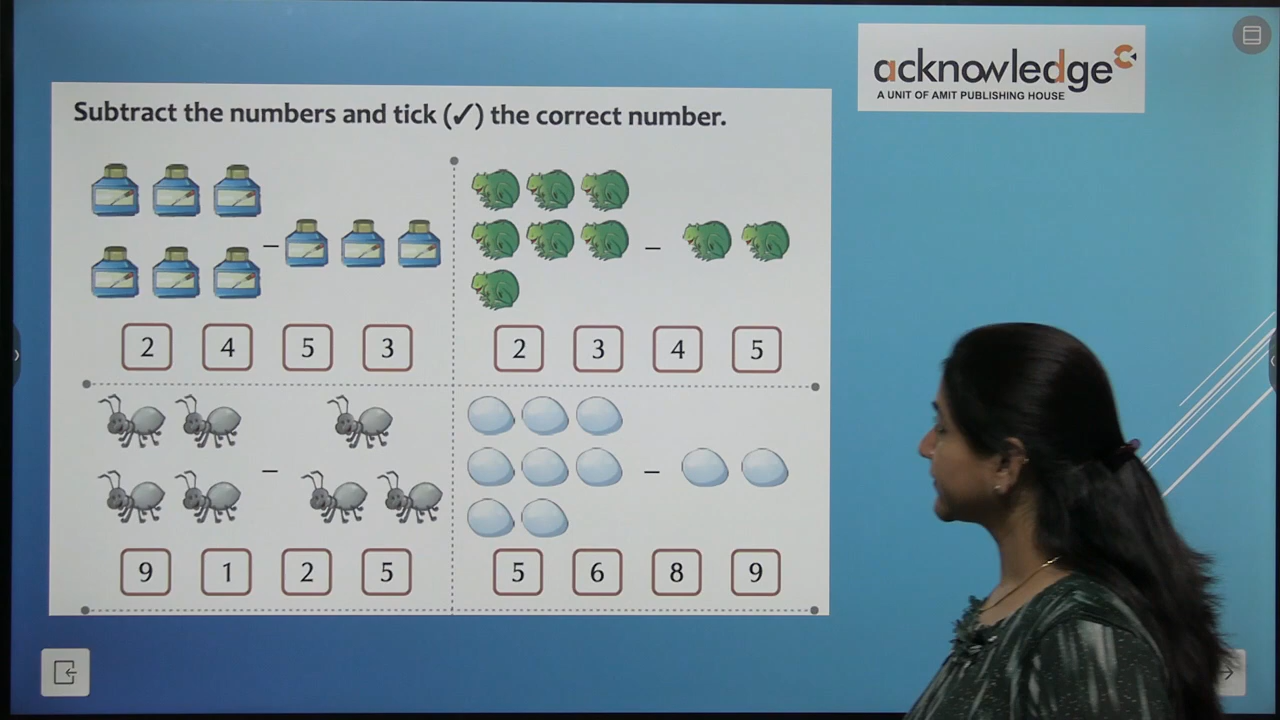 acknowledge
A UNIT OF AMIT PUBLISHING HOUSE
Subtract the numbers and tick (✓) the correct number.
−
−
2 4 5 3
2 3 4 5
−
−
9 1 2 5
5 6 8 9